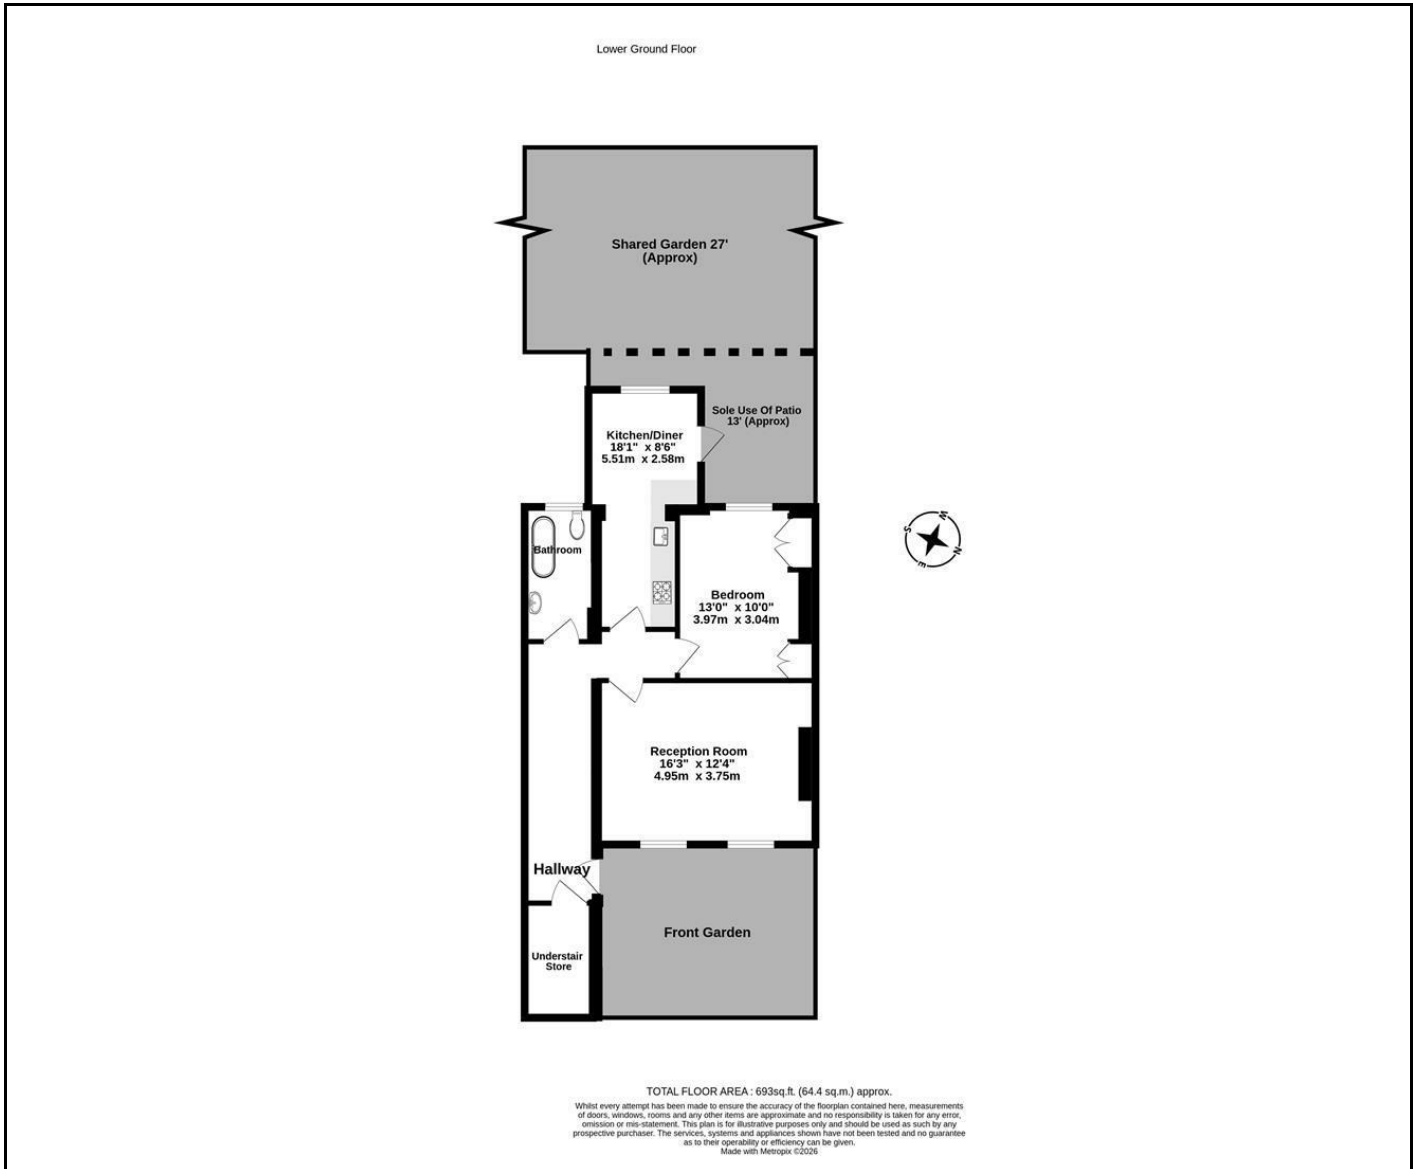 Lower Ground Floor
Shared Garden 27'
(Approx)
Sole Use Of Patio
13' (Approx)
Kitchen/Diner
18'1" x 8'6"
5.51m x 2.58m
Bathroom
Bedroom
13'0" x 10'0"
3.97m x 3.04m
S
W
N
E
Reception Room
16'3" x 12'4"
4.95m x 3.75m
Hallway
Front Garden
Understair
Store
TOTAL FLOOR AREA : 693sq.ft. (64.4 sq.m.) approx.
Whilst every attempt has been made to ensure the accuracy of the floorplan contained here, measurements
of doors, windows, rooms and any other items are approximate and no responsibility is taken for any error,
omission or mis-statement. This plan is for illustrative purposes only and should be used as such by any
prospective purchaser. The services, systems and appliances shown have not been tested and no guarantee
as to their operability or efficiency can be given.
Made with Metropix ©2026